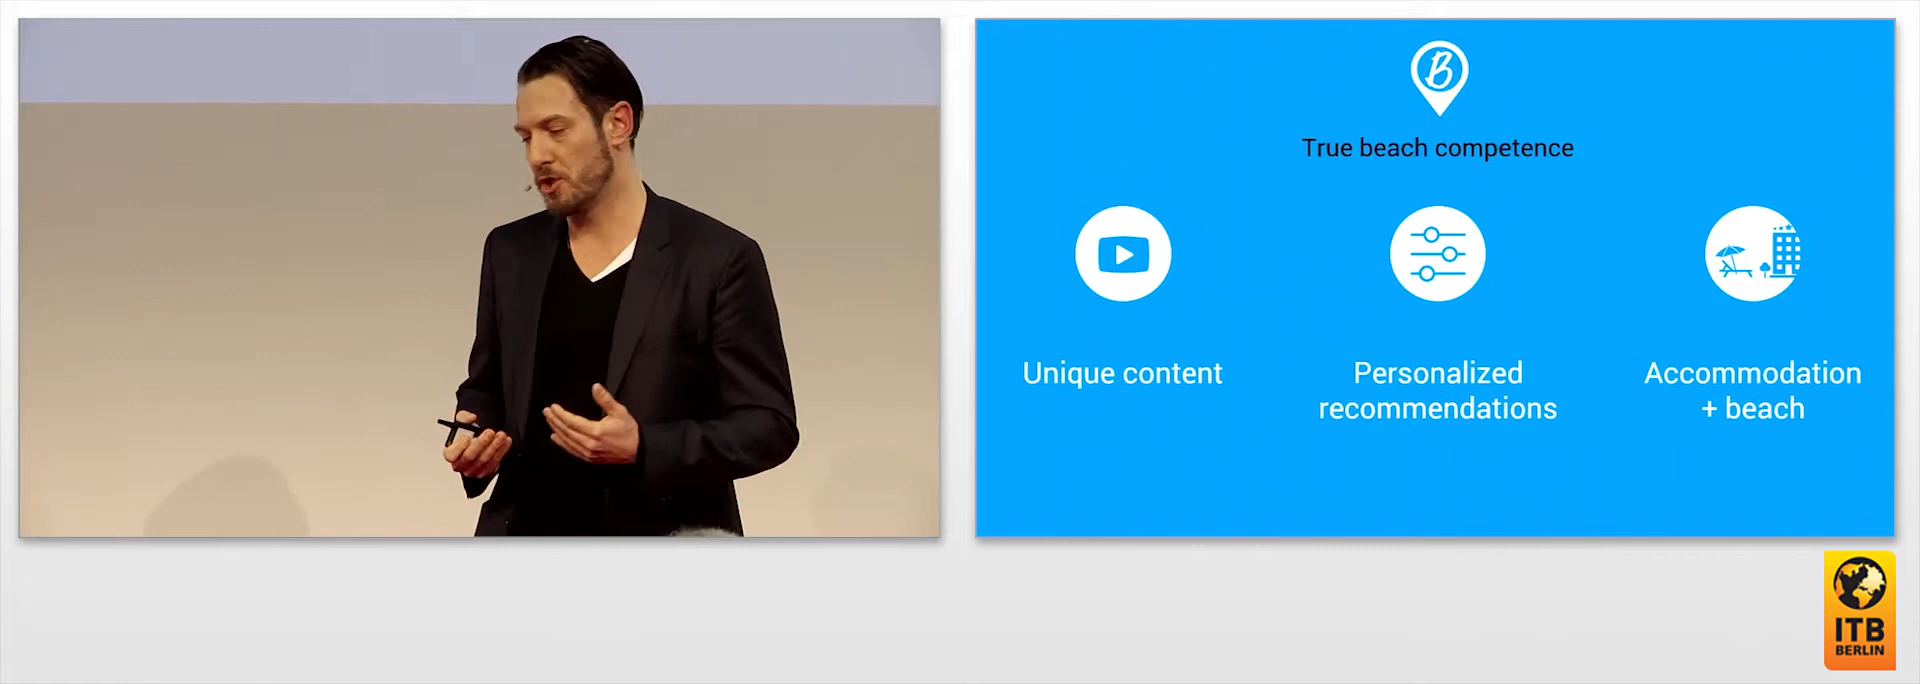 B
True beach competence
Unique content
Personalized
recommendations
Accommodation
+ beach
ITB
BERLIN